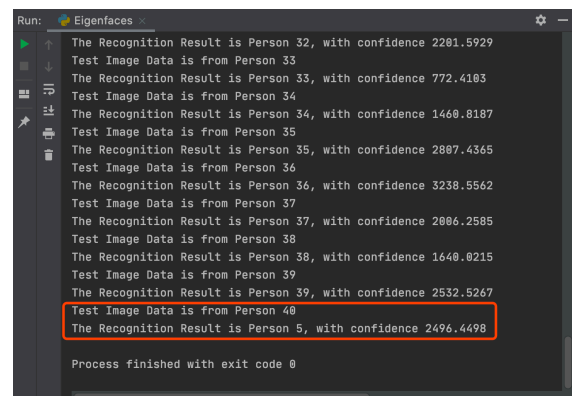 Run: Eigenfaces
The Recognition Result is Person 32, with confidence 2201.5929
Test Image Data is from Person 33
The Recognition Result is Person 33, with confidence 772.4103
Test Image Data is from Person 34
The Recognition Result is Person 34, with confidence 1460.8187
Test Image Data is from Person 35
The Recognition Result is Person 35, with confidence 2807.4365
Test Image Data is from Person 36
The Recognition Result is Person 36, with confidence 3238.5562
Test Image Data is from Person 37
The Recognition Result is Person 37, with confidence 2006.2585
Test Image Data is from Person 38
The Recognition Result is Person 38, with confidence 1640.0215
Test Image Data is from Person 39
The Recognition Result is Person 39, with confidence 2532.5267
Test Image Data is from Person 40
The Recognition Result is Person 5, with confidence 2496.4498
Process finished with exit code 0